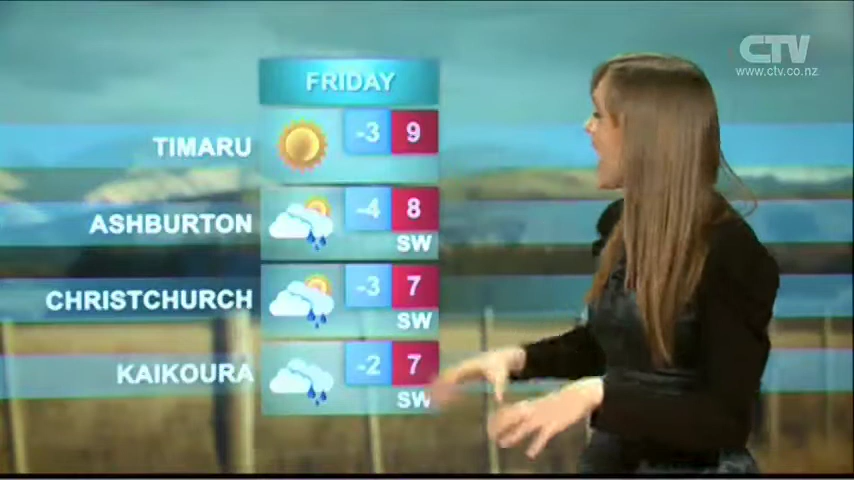 CTV
www.ctv.co.nz
FRIDAY
TIMARU -3 9
ASHBURTON -4 8
SW
CHRISTCHURCH -3 7
SW
KAIKOURA -2 7
SW